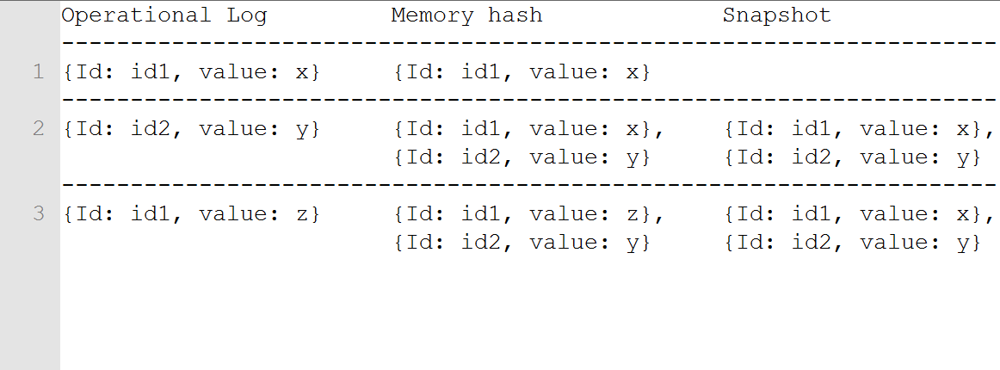 Operational Log Memory hash Snapshot
--------------------------------------------------------------------
1 {Id: id1, value: x} {Id: id1, value: x}
--------------------------------------------------------------------
2 {Id: id2, value: y} {Id: id1, value: x}, {Id: id1, value: x},
{Id: id2, value: y} {Id: id2, value: y}
--------------------------------------------------------------------
3 {Id: id1, value: z} {Id: id1, value: z}, {Id: id1, value: x},
{Id: id2, value: y} {Id: id2, value: y}